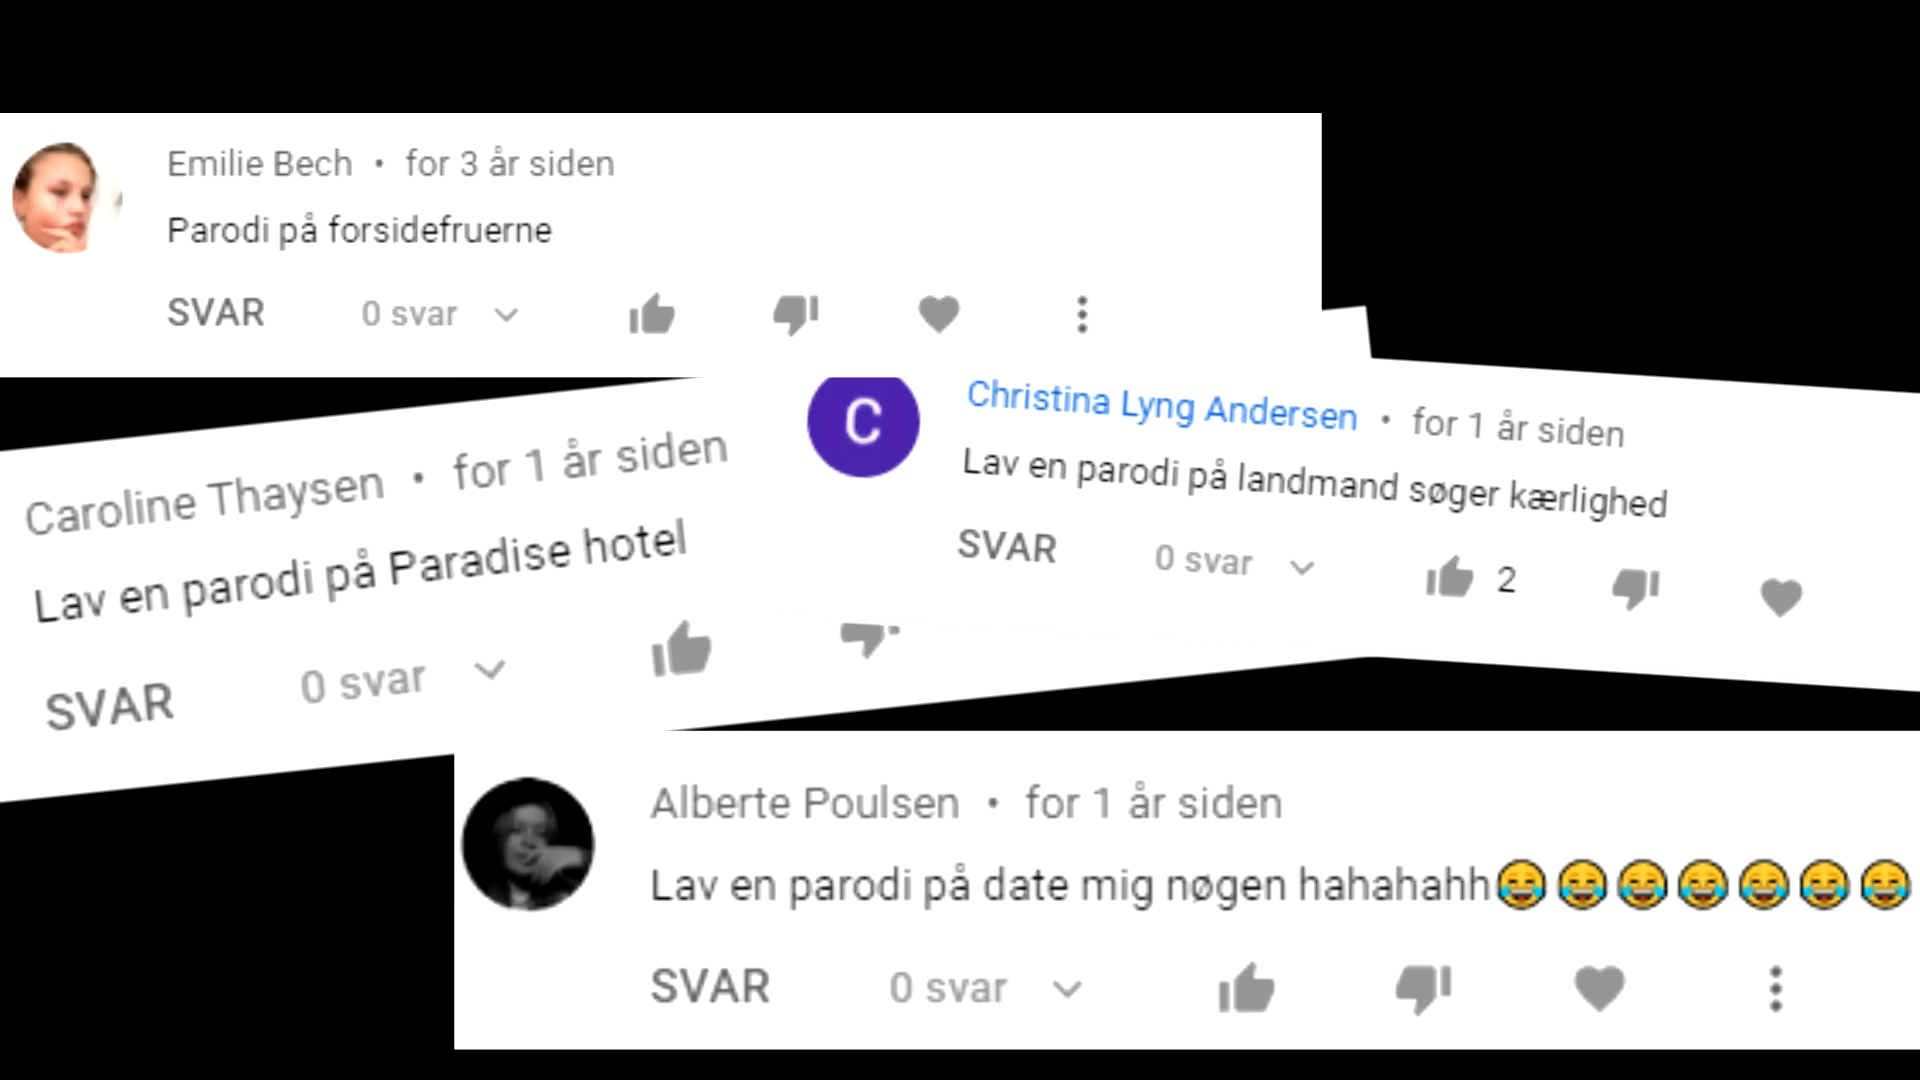 Emilie Bech • for 3 år siden
Parodi på forsidefruerne
SVAR 0 svar
Caroline Thaysen • for 1 år siden
Lav en parodi på Paradise hotel
SVAR 0 svar
C
Christina Lyng Andersen • for 1 år siden
Lav en parodi på landmand søger kærlighed
SVAR 0 svar 2
Alberte Poulsen • for 1 år siden
Lav en parodi på date mig nøgen hahahahh😂😂😂😂😂😂😂
SVAR 0 svar